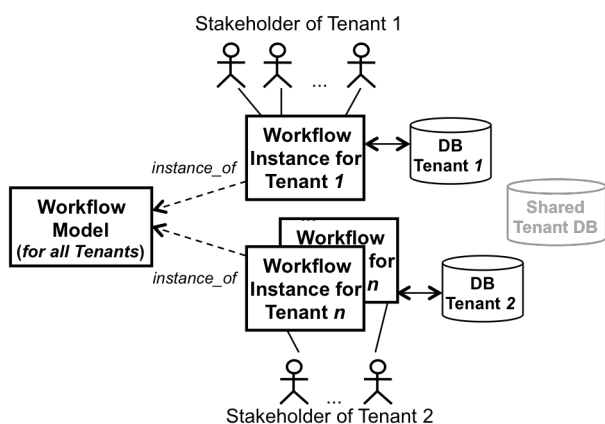 Stakeholder of Tenant 1
...
Workflow
Instance for
Tenant 1
DB
Tenant 1
instance_of
Workflow
Model
(for all Tenants)
Shared
Tenant DB
...
Workflow
for
n
instance_of
Workflow
Instance for
Tenant n
DB
Tenant 2
...
Stakeholder of Tenant 2